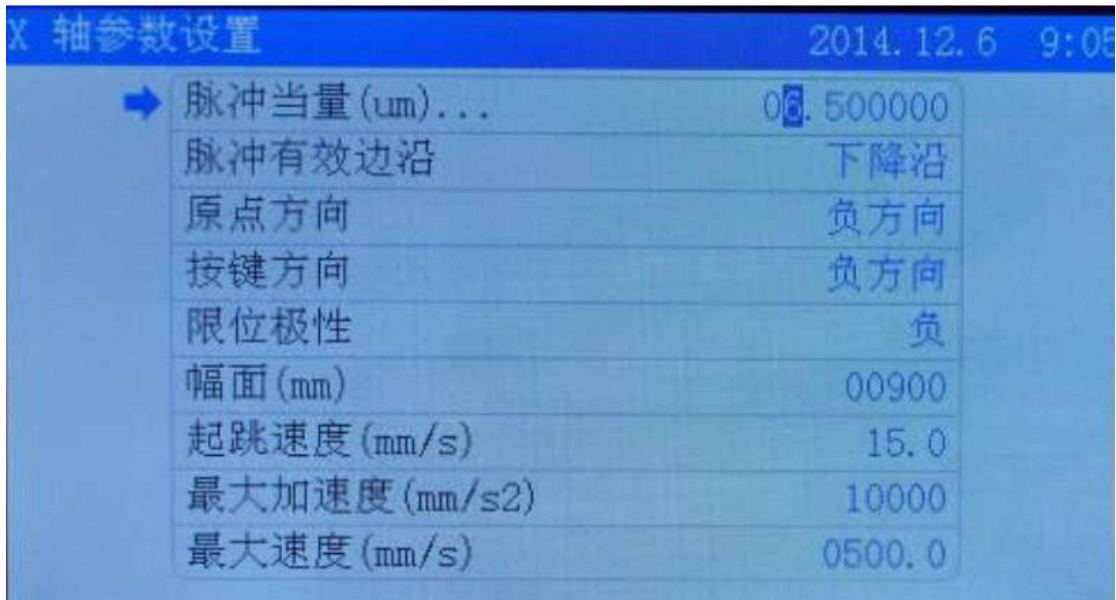 X 轴参数设置 2014.12.6 9:05
脉冲当量(um)... 06.500000
脉冲有效边沿 下降沿
原点方向 负方向
按键方向 负方向
限位极性 负
幅面(mm) 00900
起跳速度(mm/s) 15.0
最大加速度(mm/s2) 10000
最大速度(mm/s) 0500.0